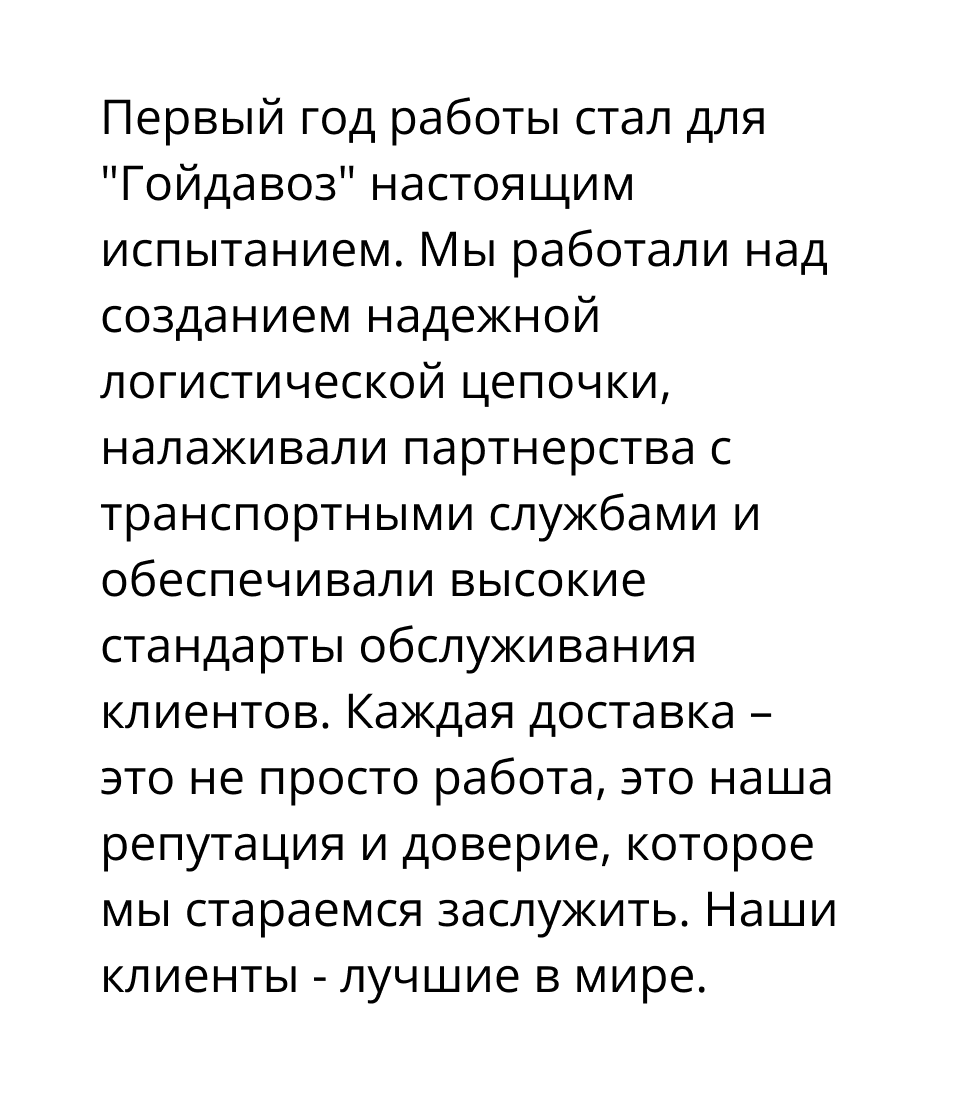 Первый год работы стал для
"Гойдавоз" настоящим
испытанием. Мы работали над
созданием надежной
логистической цепочки,
налаживали партнерства с
транспортными службами и
обеспечивали высокие
стандарты обслуживания
клиентов. Каждая доставка –
это не просто работа, это наша
репутация и доверие, которое
мы стараемся заслужить. Наши
клиенты - лучшие в мире.